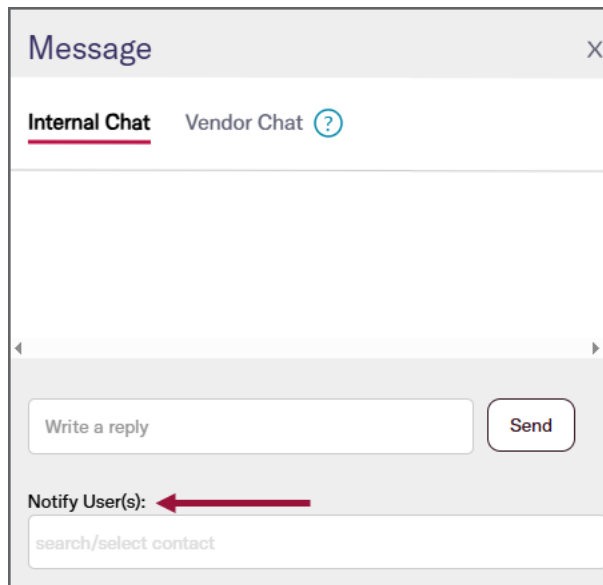 Message X
Internal Chat Vendor Chat ?
Write a reply Send
Notify User(s):
search/select contact